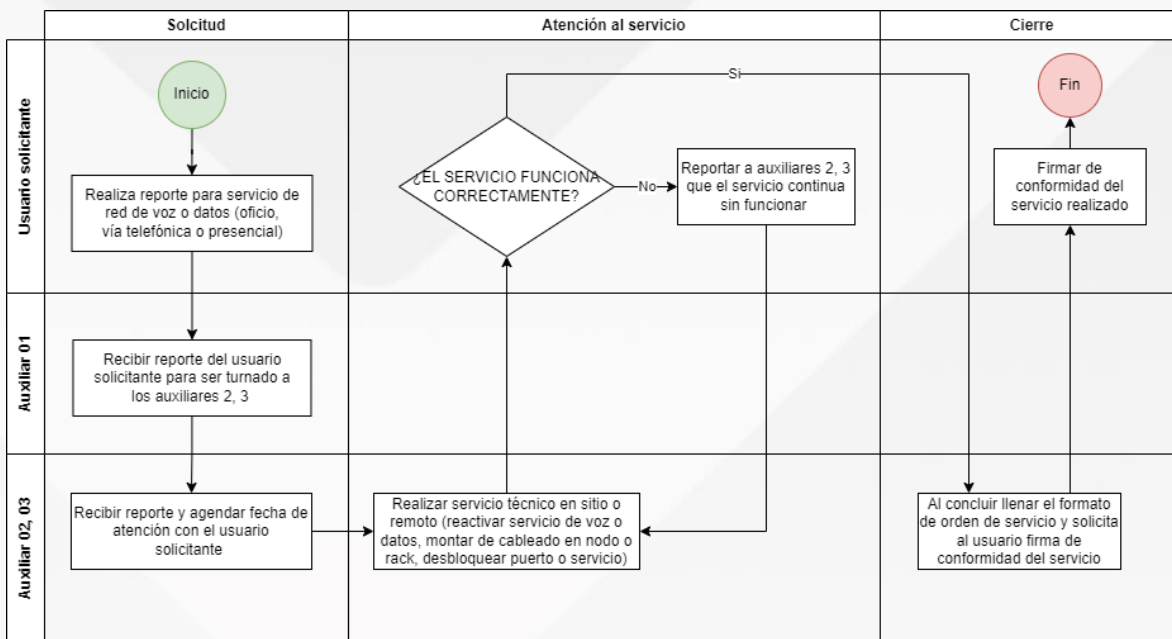 Solcitud
Atención al servicio
Cierre
Usuario solicitante
Inicio
Realiza reporte para servicio de
red de voz o datos (oficio,
vía telefónica o presencial)
¿EL SERVICIO FUNCIONA
CORRECTAMENTE?
Si
No
Reportar a auxiliares 2, 3
que el servicio continua
sin funcionar
Fin
Firmar de
conformidad del
servicio realizado
Auxiliar 01
Recibir reporte del usuario
solicitante para ser turnado a
los auxiliares 2, 3
Auxiliar 02, 03
Recibir reporte y agendar fecha de
atención con el usuario
solicitante
Realizar servicio técnico en sitio o
remoto (reactivar servicio de voz o
datos, montar de cableado en nodo o
rack, desbloquear puerto o servicio)
Al concluir llenar el formato
de orden de servicio y solicita
al usuario firma de
conformidad del servicio